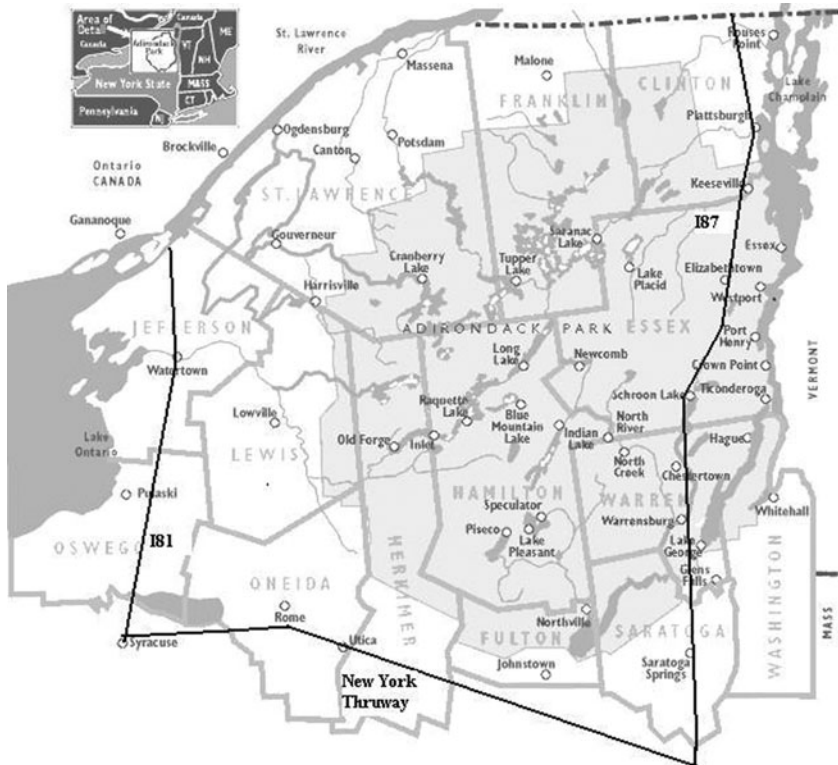 Area of
Detail
Canada
Canada
Adirondack
Park
VT
ME
NH
New York State
MASS
CT
Pennsylvania
NJ
St. Lawrence
River
Massena
Malone
Rouses
Point
CLINTON
FRANKLIN
Lake
Champlain
Plattsburgh
Ogdensburg
Brockville
Canton
Potsdam
Ontario
CANADA
Keeseville
ST. LAWRENCE
Gananoque
Gouverneur
Saranac
Lake
I87
Essex
Cranberry
Lake
Tupper
Lake
Lake
Placid
Elizabethtown
Westport
Harrisville
JEFFERSON
ADIRONDACK PARK
ESSEX
Port
Henry
Watertown
Long
Lake
Newcomb
Crown Point
VERMONT
Schroon Lake
Ticonderoga
Raquette
Lake
Blue
Mountain
Lake
North
River
Lowville
Old Forge
Inlet
Indian
Lake
Hague
LEWIS
Lake
Ontario
North
Creek
Chestertown
HAMILTON
WARREN
Pulaski
Speculator
Whitehall
Piseco
Lake
Pleasant
Warrensburg
OSWEGO
I81
Lake
George
Glens
Falls
HERKIMER
ONEIDA
Rome
Northville
WASHINGTON
MASS
FULTON
SARATOGA
Syracuse
Utica
Saratoga
Springs
Johnstown
New York
Thruway